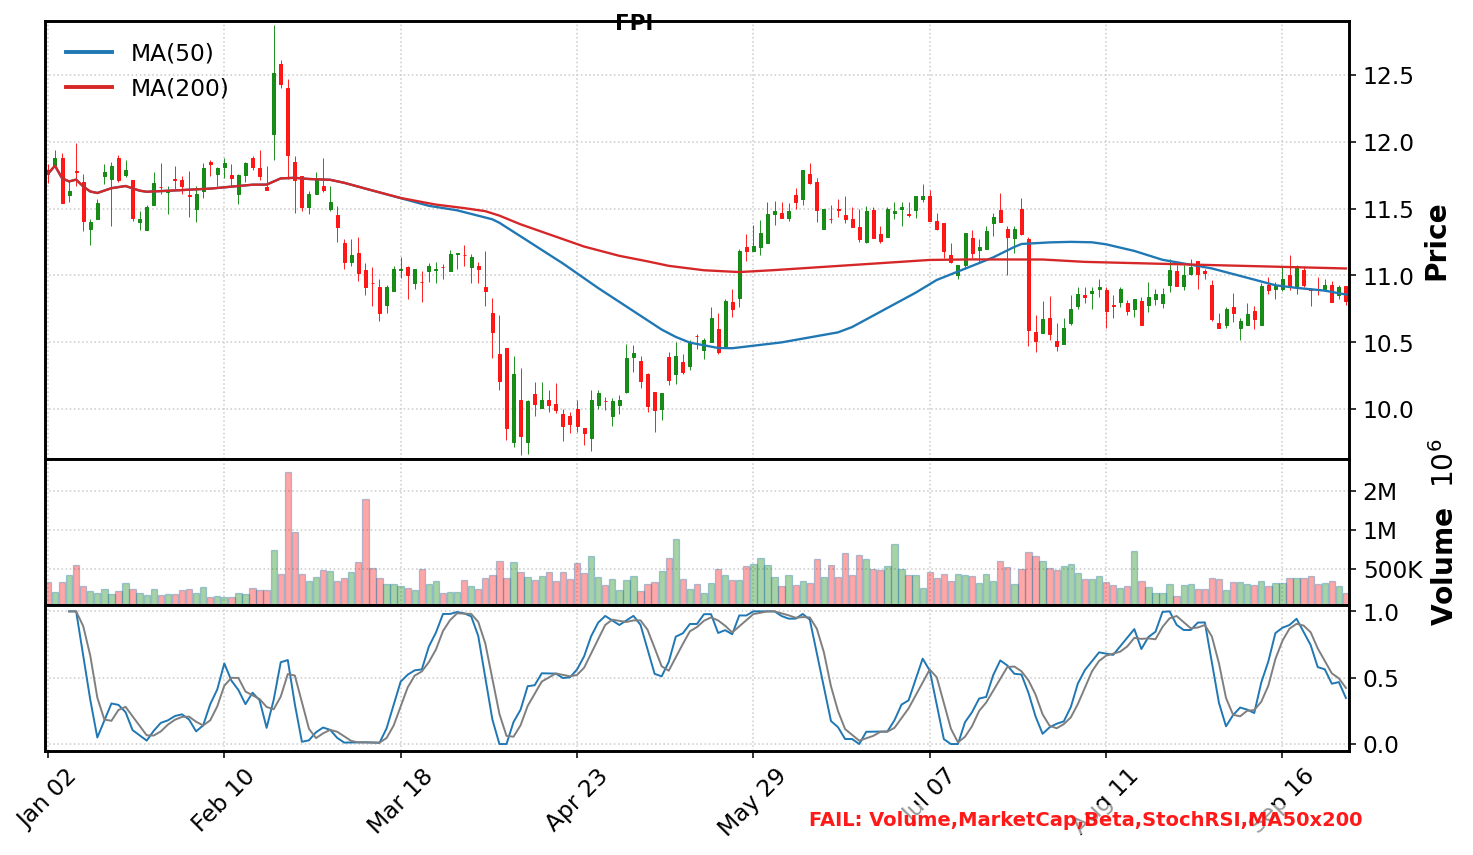 FPI
MA(50)
MA(200)
12.5
12.0
11.5
11.0
10.5
10.0
Price
2M
1M
500K
Volume 10⁶
1.0
0.5
0.0
Jan 02
Feb 10
Mar 18
Apr 23
May 29
Jul 07
Aug 11
Sep 16
FAIL: Volume,MarketCap,Beta,StochRSI,MA50x200